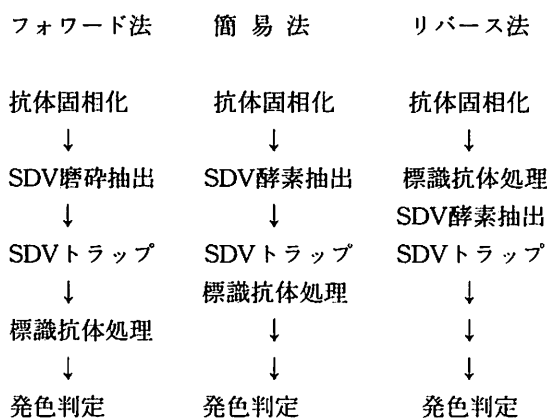 フォワード法 簡易法 リバース法
抗体固相化 抗体固相化 抗体固相化
↓ ↓ ↓
SDV磨砕抽出 SDV酵素抽出 標識抗体処理
↓ ↓ SDV酵素抽出
SDVトラップ SDVトラップ SDVトラップ
↓ 標識抗体処理 ↓
標識抗体処理 ↓ ↓
↓ ↓ ↓
発色判定 発色判定 発色判定